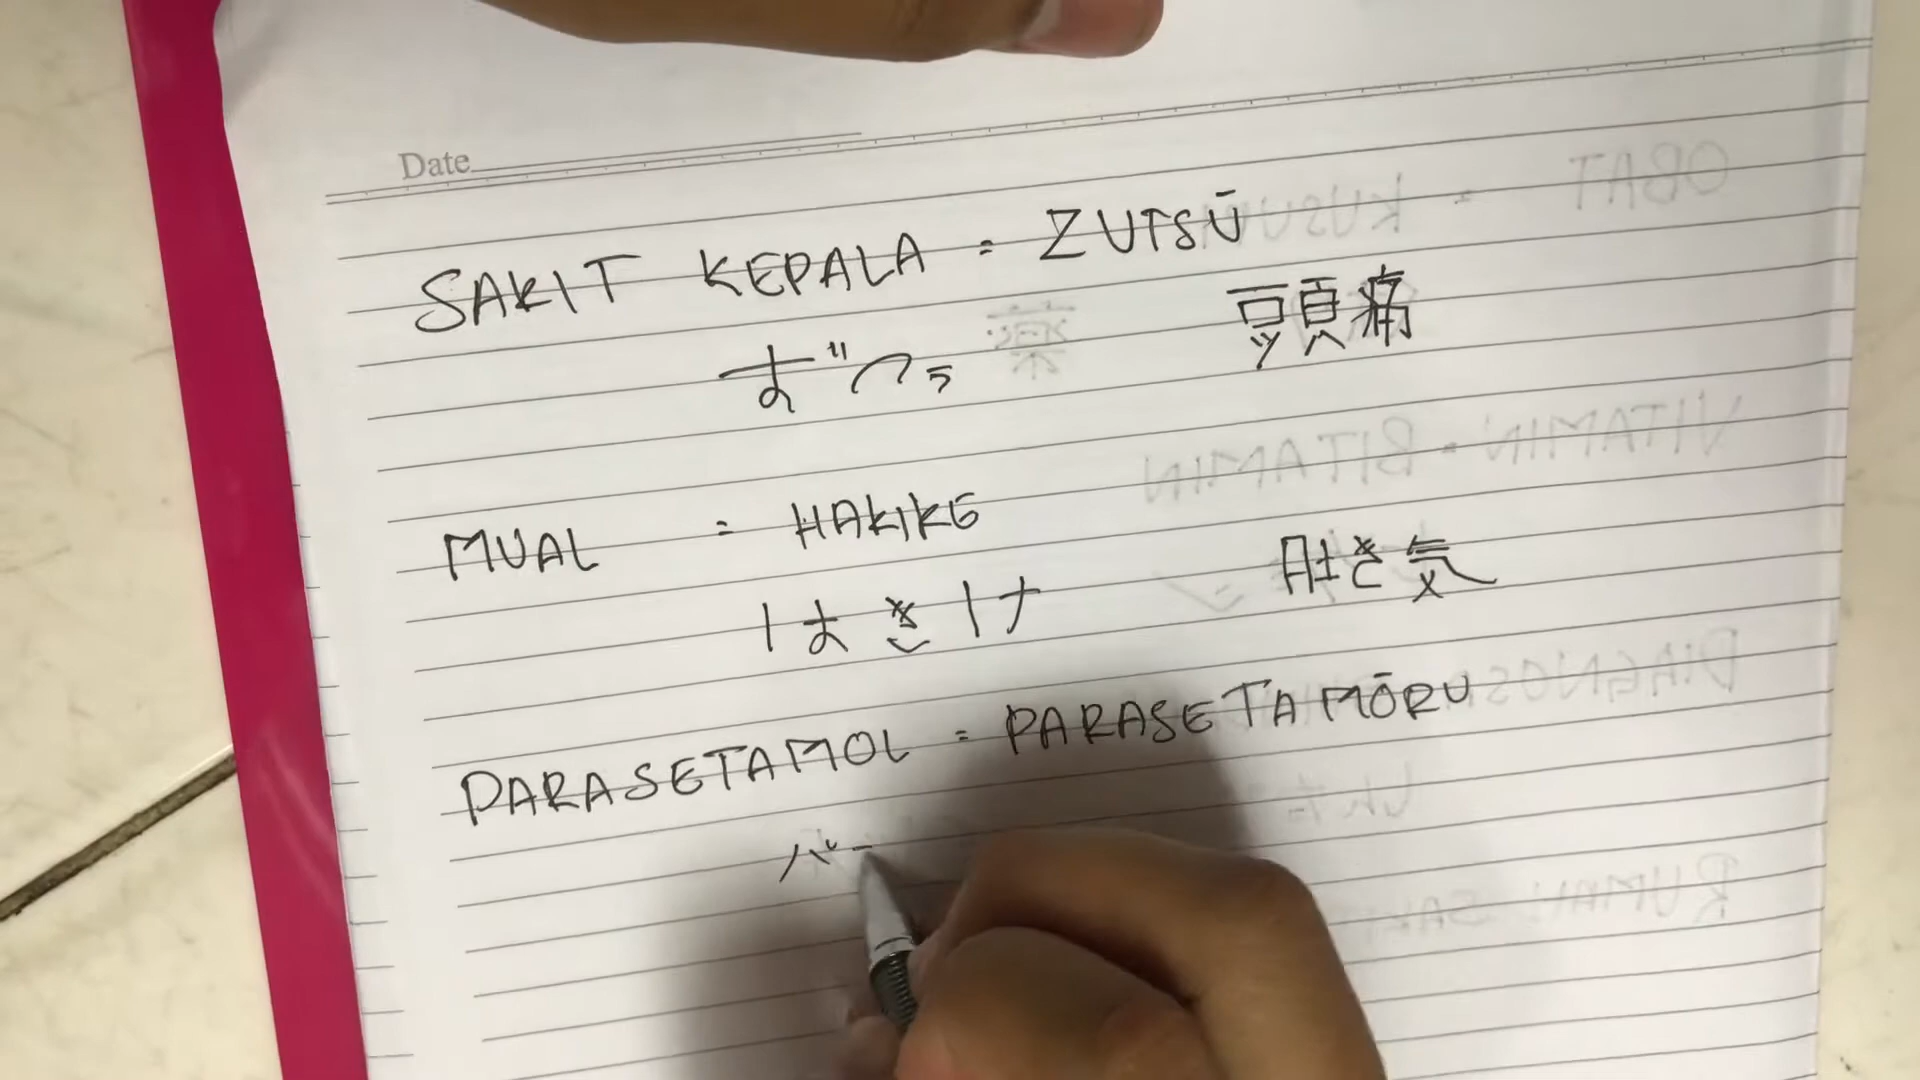 Date
SAKIT KEPALA = ZUTSŪ
ずつう 頭痛
MUAL = HAKIKE
はきけ 吐き気
PARASETAMOL = PARASETAMŌRU
パ